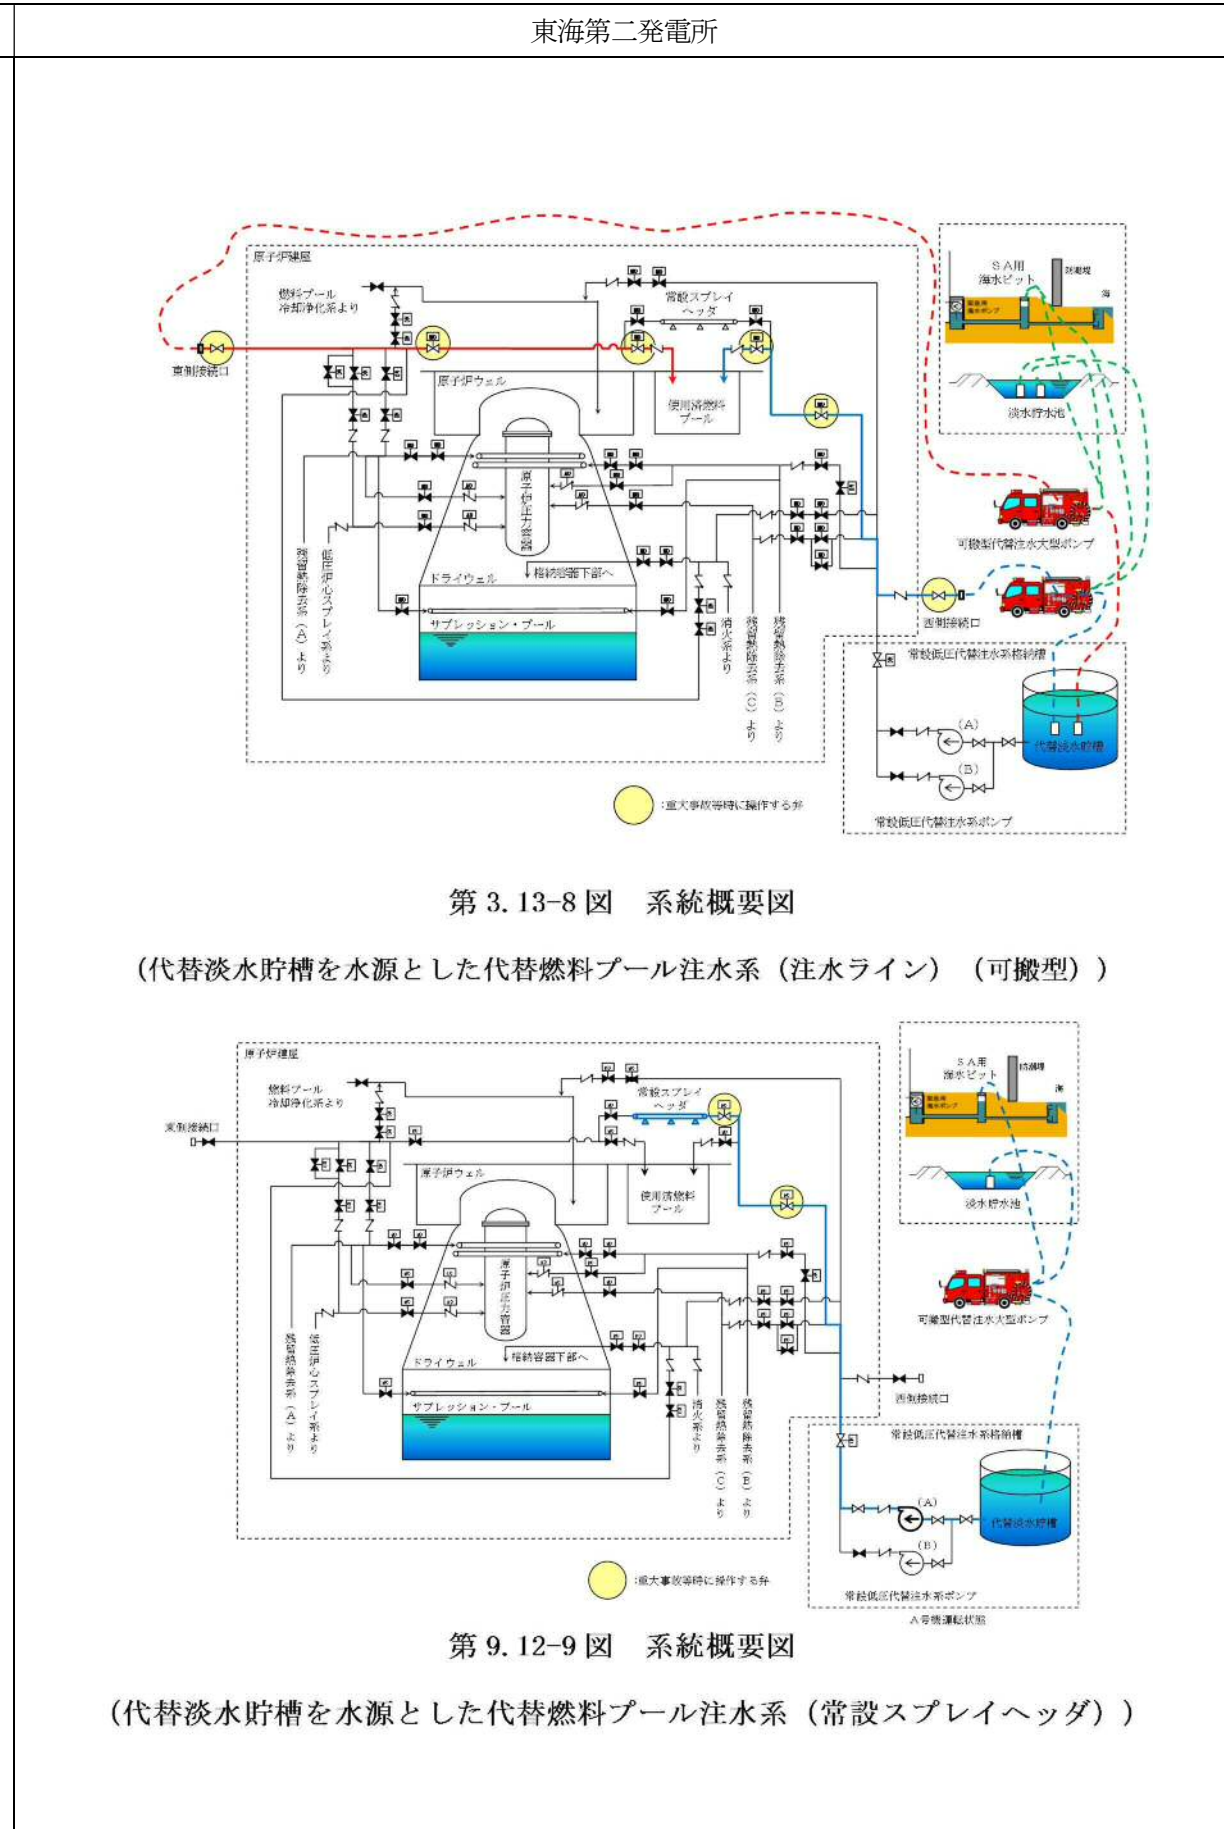 東海第二発電所
原子炉建屋
燃料プール
冷却浄化系より
常設スプレイ
ヘッダ
SA用
海水ピット
防潮堤
海
緊急用
海水ポンプ
東側接続口
原子炉ウェル
使用済燃料
プール
淡水貯水池
原子炉圧力容器
可搬型代替注水大型ポンプ
残留熱除去系(A)より
低圧炉心スプレイ系より
ドライウェル
格納容器下部へ
サプレッション・プール
消火系より
残留熱除去系(C)より
残留熱除去系(B)より
西側接続口
常設低圧代替注水系格納槽
(A)
代替淡水貯槽
(B)
常設低圧代替注水系ポンプ
:重大事故等時に操作する弁
第3.13-8図 系統概要図
(代替淡水貯槽を水源とした代替燃料プール注水系(注水ライン)(可搬型))
原子炉建屋
燃料プール
冷却浄化系より
常設スプレイ
ヘッダ
SA用
海水ピット
防潮堤
海
緊急用
海水ポンプ
東側接続口
原子炉ウェル
使用済燃料
プール
淡水貯水池
原子炉圧力容器
可搬型代替注水大型ポンプ
残留熱除去系(A)より
低圧炉心スプレイ系より
ドライウェル
格納容器下部へ
サプレッション・プール
消火系より
残留熱除去系(C)より
残留熱除去系(B)より
西側接続口
常設低圧代替注水系格納槽
(A)
代替淡水貯槽
(B)
常設低圧代替注水系ポンプ
A号機運転状態
:重大事故等時に操作する弁
第9.12-9図 系統概要図
(代替淡水貯槽を水源とした代替燃料プール注水系(常設スプレイヘッダ))